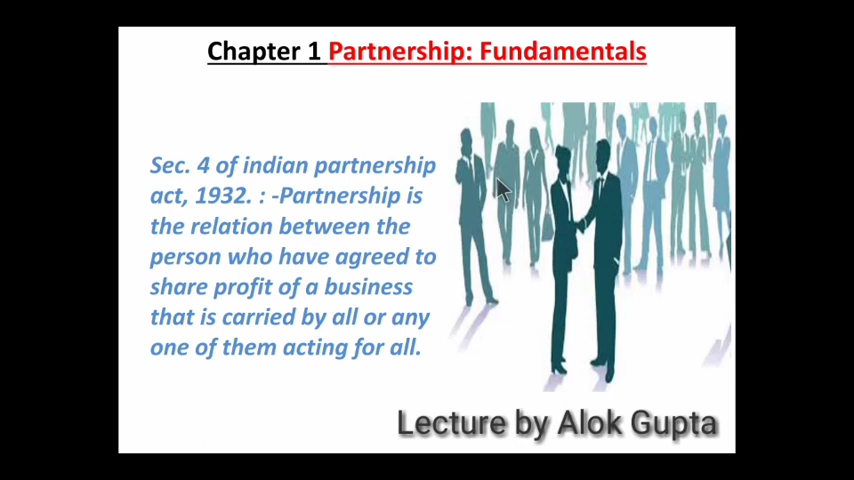 Chapter 1 Partnership: Fundamentals
Sec. 4 of indian partnership
act, 1932. : -Partnership is
the relation between the
person who have agreed to
share profit of a business
that is carried by all or any
one of them acting for all.
Lecture by Alok Gupta